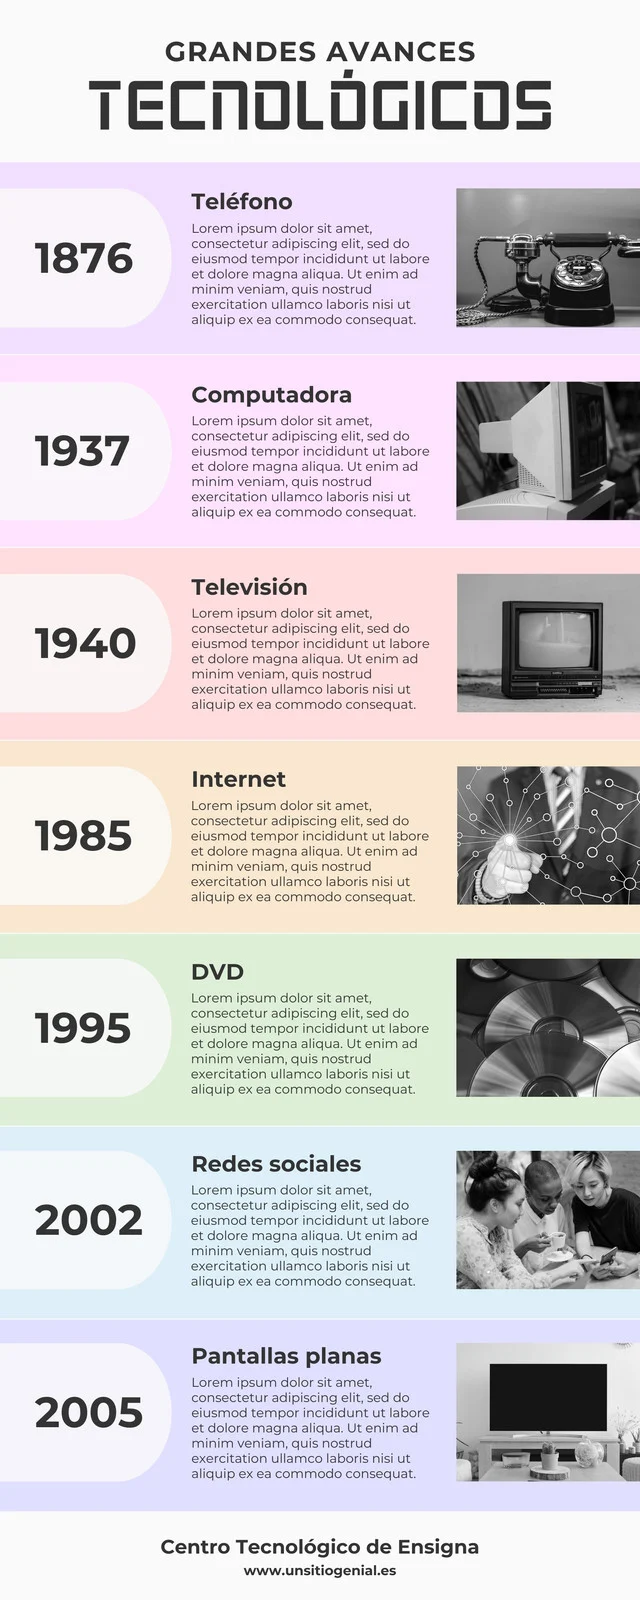 GRANDES AVANCES
TECNOLÓGICOS
1876
Teléfono
Lorem ipsum dolor sit amet,
consectetur adipiscing elit, sed do
eiusmod tempor incididunt ut labore
et dolore magna aliqua. Ut enim ad
minim veniam, quis nostrud
exercitation ullamco laboris nisi ut
aliquip ex ea commodo consequat.
1937
Computadora
Lorem ipsum dolor sit amet,
consectetur adipiscing elit, sed do
eiusmod tempor incididunt ut labore
et dolore magna aliqua. Ut enim ad
minim veniam, quis nostrud
exercitation ullamco laboris nisi ut
aliquip ex ea commodo consequat.
1940
Televisión
Lorem ipsum dolor sit amet,
consectetur adipiscing elit, sed do
eiusmod tempor incididunt ut labore
et dolore magna aliqua. Ut enim ad
minim veniam, quis nostrud
exercitation ullamco laboris nisi ut
aliquip ex ea commodo consequat.
1985
Internet
Lorem ipsum dolor sit amet,
consectetur adipiscing elit, sed do
eiusmod tempor incididunt ut labore
et dolore magna aliqua. Ut enim ad
minim veniam, quis nostrud
exercitation ullamco laboris nisi ut
aliquip ex ea commodo consequat.
1995
DVD
Lorem ipsum dolor sit amet,
consectetur adipiscing elit, sed do
eiusmod tempor incididunt ut labore
et dolore magna aliqua. Ut enim ad
minim veniam, quis nostrud
exercitation ullamco laboris nisi ut
aliquip ex ea commodo consequat.
2002
Redes sociales
Lorem ipsum dolor sit amet,
consectetur adipiscing elit, sed do
eiusmod tempor incididunt ut labore
et dolore magna aliqua. Ut enim ad
minim veniam, quis nostrud
exercitation ullamco laboris nisi ut
aliquip ex ea commodo consequat.
2005
Pantallas planas
Lorem ipsum dolor sit amet,
consectetur adipiscing elit, sed do
eiusmod tempor incididunt ut labore
et dolore magna aliqua. Ut enim ad
minim veniam, quis nostrud
exercitation ullamco laboris nisi ut
aliquip ex ea commodo consequat.
Centro Tecnológico de Ensigna
www.unsitiogenial.es